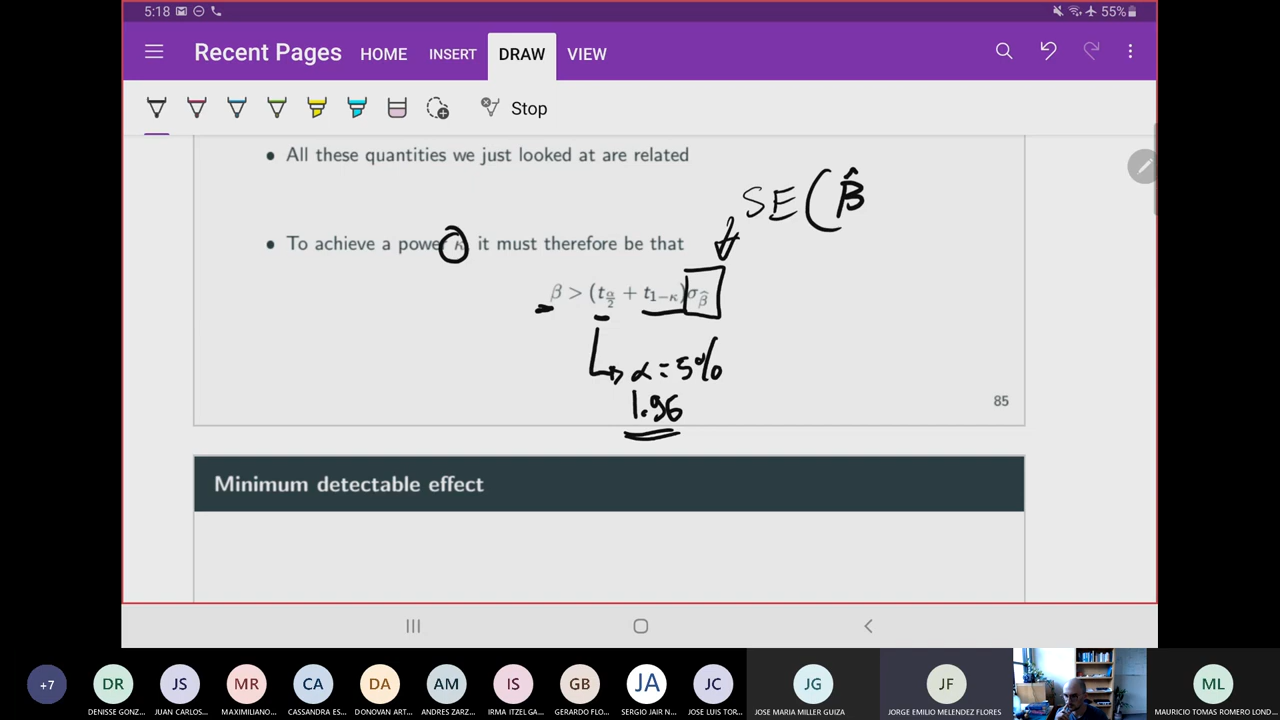 5:18 55%
Recent Pages HOME INSERT DRAW VIEW
Stop
• All these quantities we just looked at are related
SE(β̂
• To achieve a power κ, it must therefore be that
β > (t_{α/2} + t_{1−κ})σ_{β̂}
α = 5%
1.96
85
Minimum detectable effect
+7 DR JS MR CA DA AM IS GB JA JC JG JF ML
DENISSE GONZ... JUAN CARLOS... MAXIMILIANO... CASSANDRA ES... DONOVAN ART... ANDRES ZARZ... IRMA ITZEL GA... GERARDO FLO... SERGIO JAIR N... JOSE LUIS TOR... JOSE MARIA MILLER GUIZA JORGE EMILIO MELENDEZ FLORES MAURICIO TOMAS ROMERO LOND...